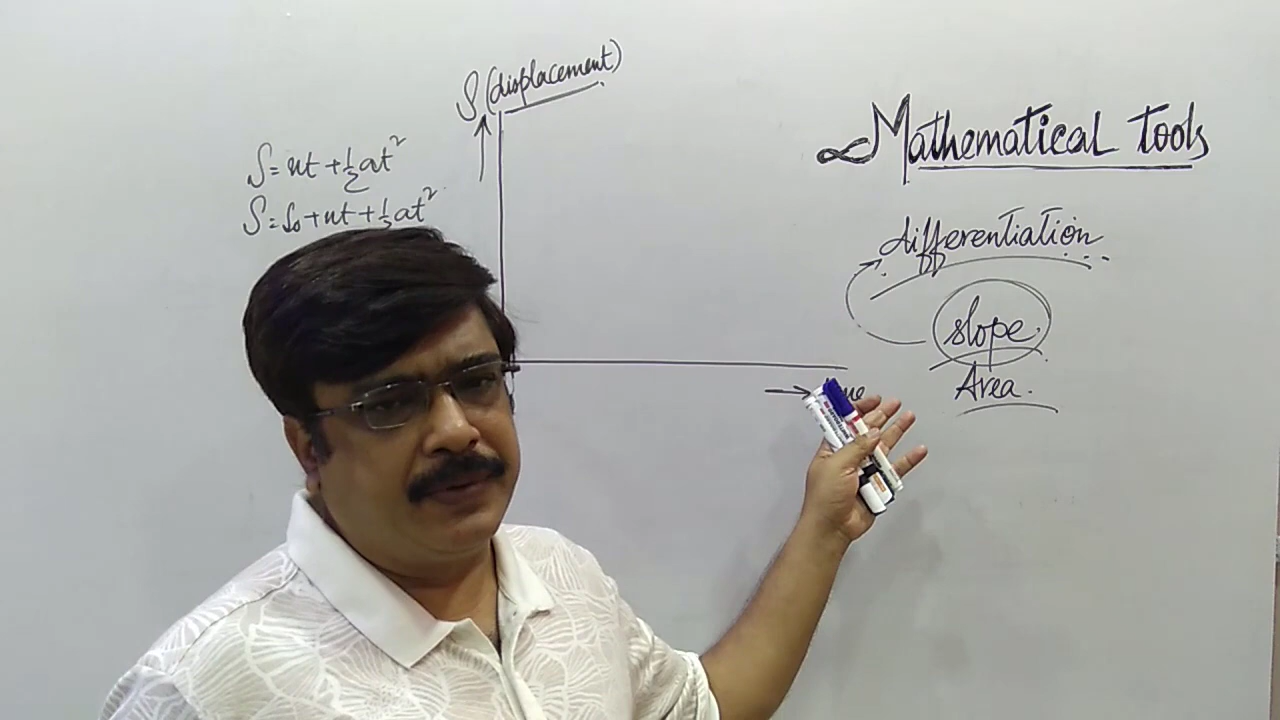 S (displacement)
S = ut + ½at²
S = S₀ + ut + ½at²
Mathematical Tools
differentiation
slope
Area.